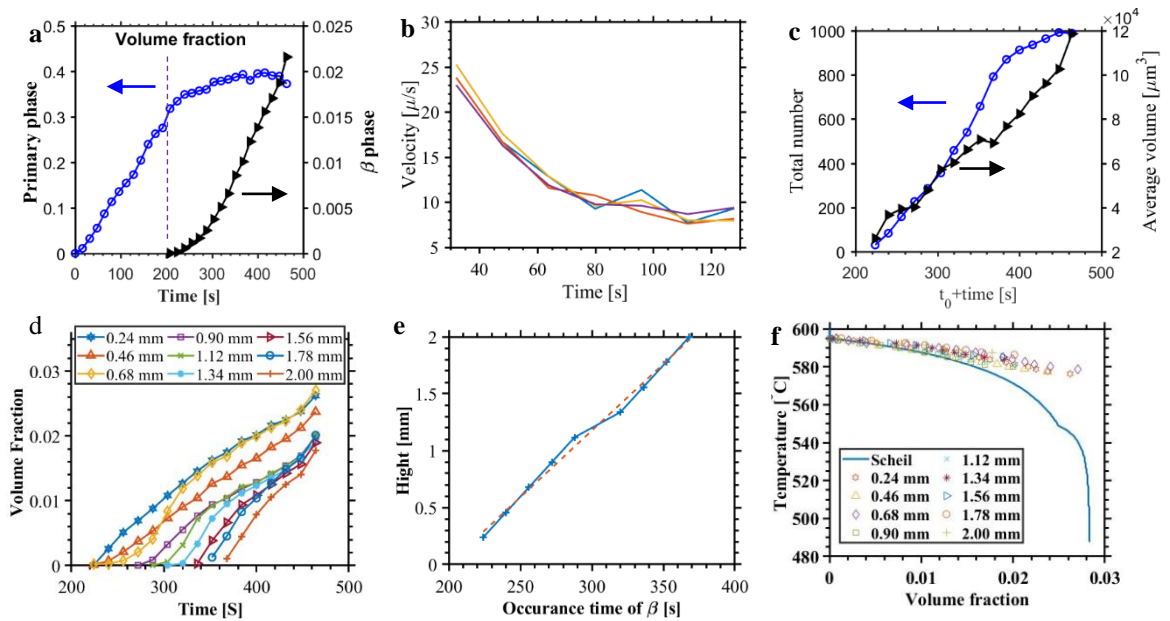 a
Volume fraction
0.5
0.4
0.3
0.2
0.1
0
Primary phase
0 100 200 300 400 500
Time [s]
0.025
0.02
0.015
0.01
0.005
0
β phase
b
30
25
20
15
10
5
Velocity [μ/s]
40 60 80 100 120
Time [s]
c
1000
800
600
400
200
0
Total number
200 300 400 500
t0+time [s]
×10^4
12
10
8
6
4
2
Average volume [μm^3]
d
0.24 mm 0.90 mm 1.56 mm
0.46 mm 1.12 mm 1.78 mm
0.68 mm 1.34 mm 2.00 mm
0.03
0.02
0.01
0
Volume Fraction
200 300 400 500
Time [S]
e
2
1.5
1
0.5
0
Hight [mm]
200 250 300 350 400
Occurance time of β [s]
f
600
580
560
540
520
500
480
Temperature [°C]
Scheil 1.12 mm
0.24 mm 1.34 mm
0.46 mm 1.56 mm
0.68 mm 1.78 mm
0.90 mm 2.00 mm
0 0.01 0.02 0.03
Volume fraction